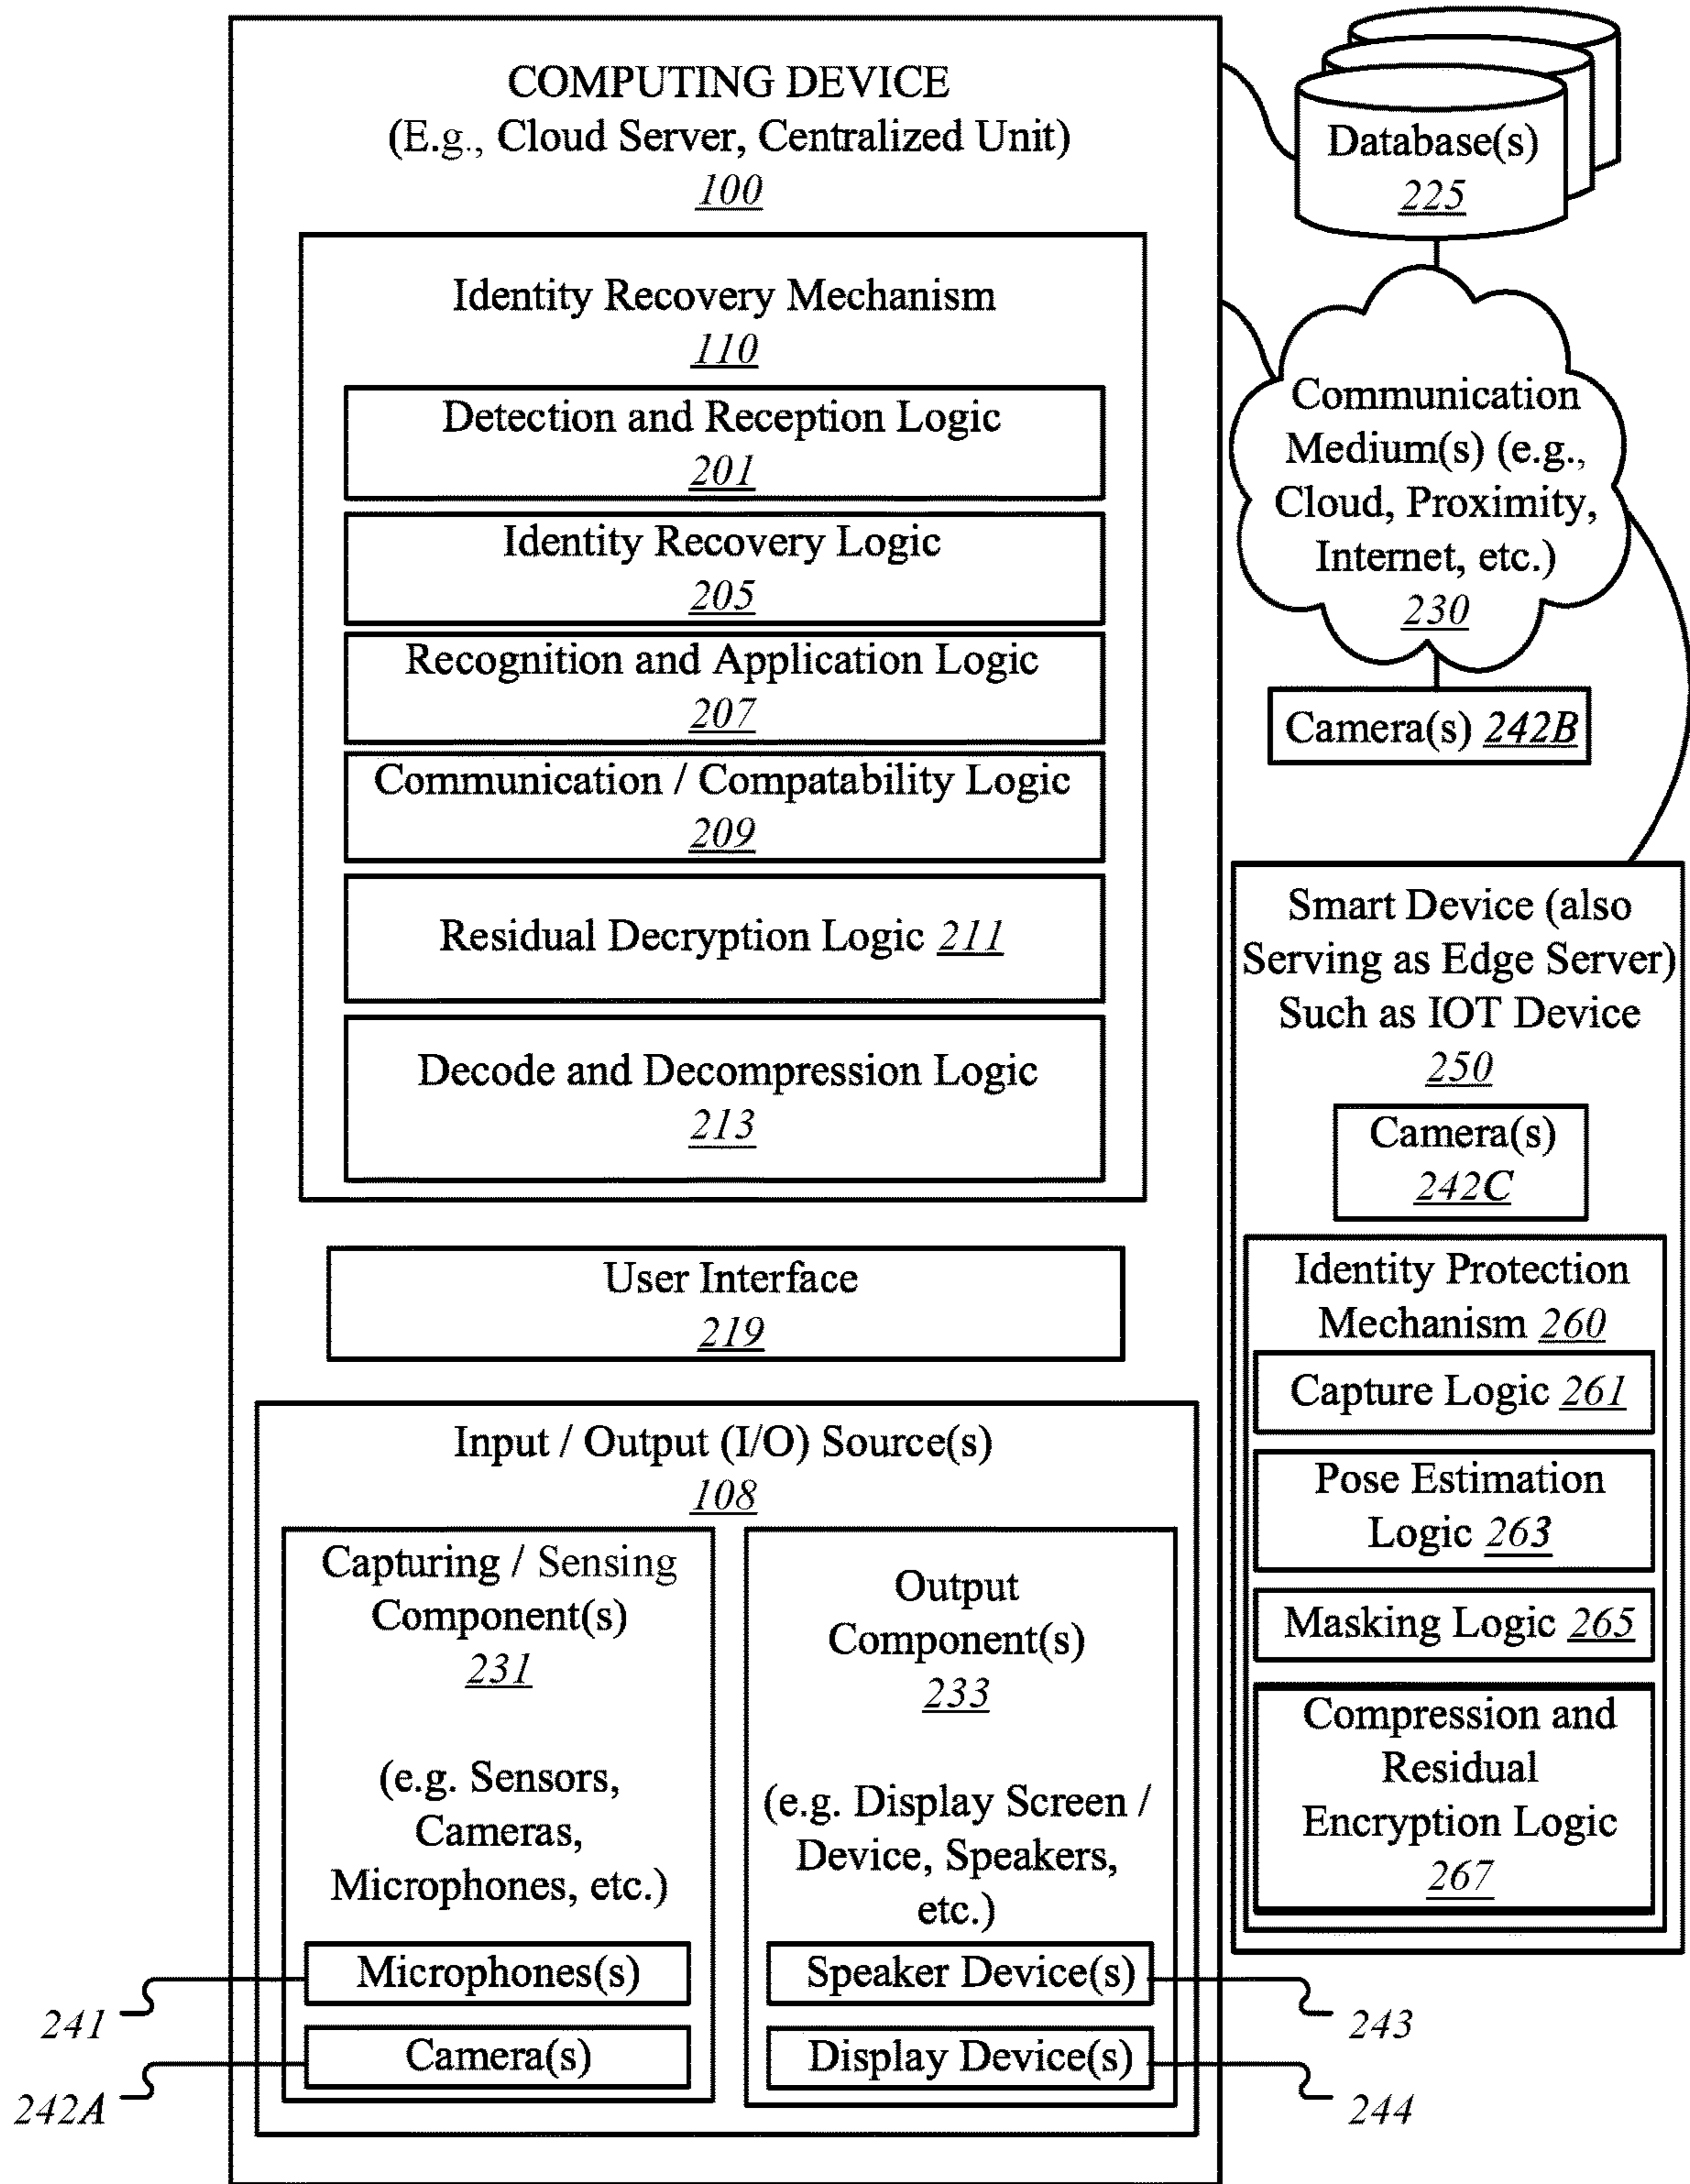 COMPUTING DEVICE
(E.g., Cloud Server, Centralized Unit)
100
Identity Recovery Mechanism
110
Detection and Reception Logic
201
Identity Recovery Logic
205
Recognition and Application Logic
207
Communication / Compatability Logic
209
Residual Decryption Logic 211
Decode and Decompression Logic
213
User Interface
219
Input / Output (I/O) Source(s)
108
Capturing / Sensing
Component(s)
231
(e.g. Sensors,
Cameras,
Microphones, etc.)
Microphones(s)
241
Camera(s)
242A
Output
Component(s)
233
(e.g. Display Screen /
Device, Speakers,
etc.)
Speaker Device(s)
243
Display Device(s)
244
Database(s)
225
Communication
Medium(s) (e.g.,
Cloud, Proximity,
Internet, etc.)
230
Camera(s) 242B
Smart Device (also
Serving as Edge Server)
Such as IOT Device
250
Camera(s)
242C
Identity Protection
Mechanism 260
Capture Logic 261
Pose Estimation
Logic 263
Masking Logic 265
Compression and
Residual
Encryption Logic
267